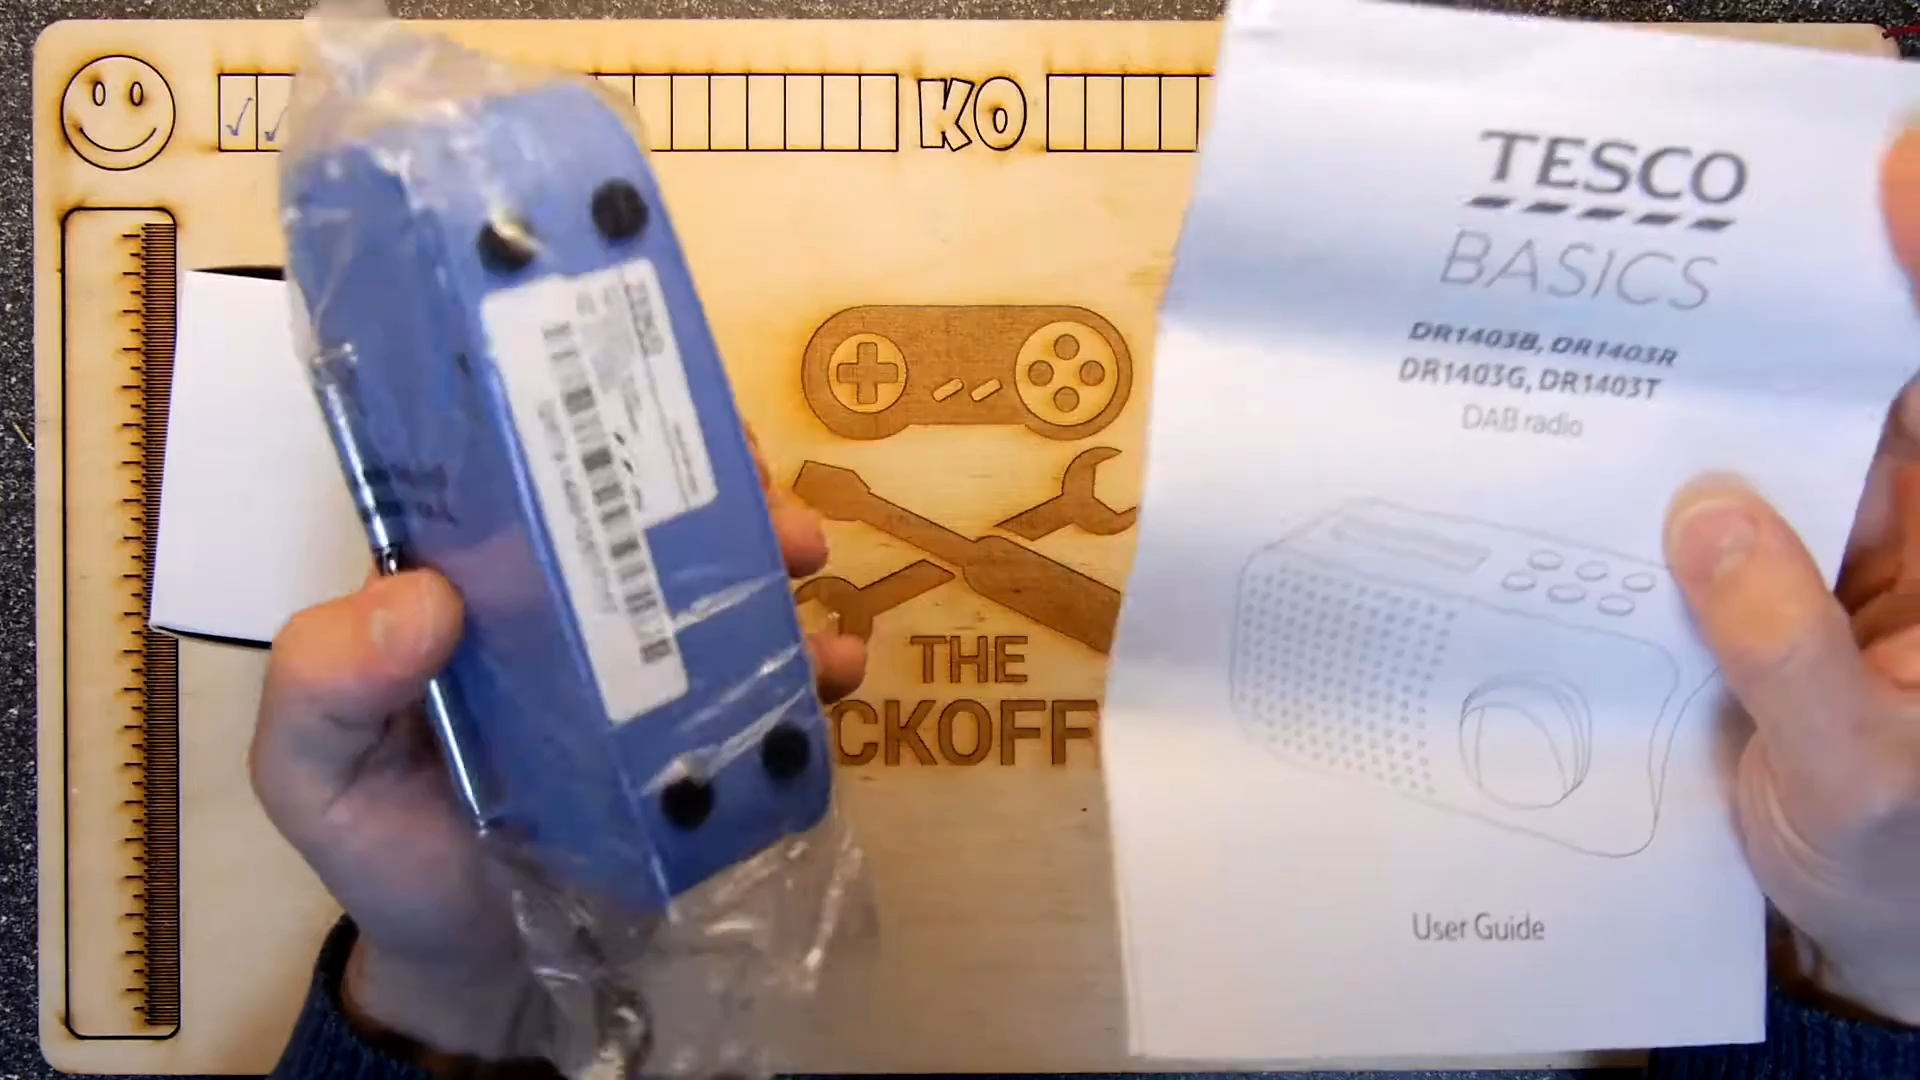 KO
TESCO
BASICS
DR1403B, DR1403R
DR1403G, DR1403T
DAB radio
THE
CKOFF
User Guide